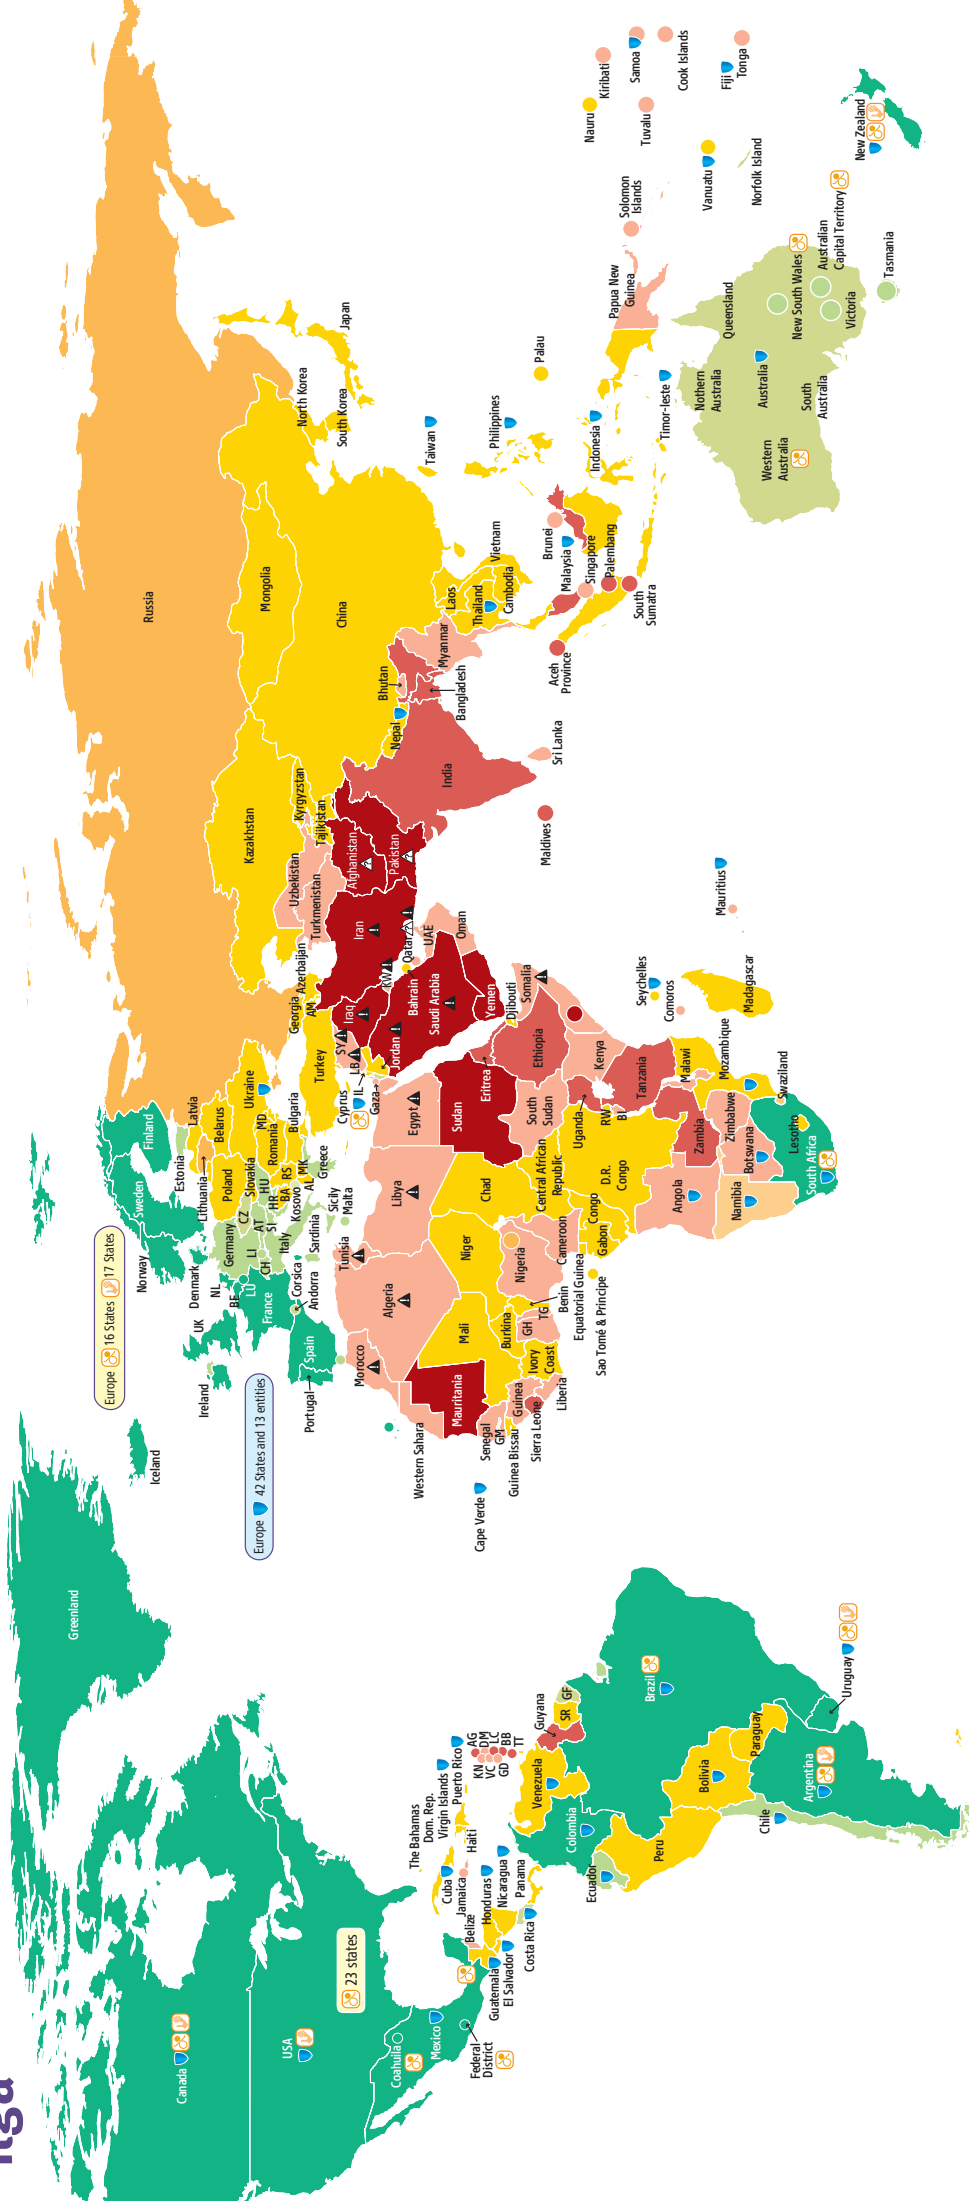 ilga
Canada
USA
23 states
Coahuila
Mexico
Federal
District
Greenland
Iceland
Europe 16 States 17 States
Europe 42 States and 13 entities
The Bahamas
Dom. Rep.
Virgin Islands
Puerto Rico
Cuba
Haiti
Jamaica
Belize
Honduras
Nicaragua
Panama
Guatemala
El Salvador
Costa Rica
AG
KN
DM
VC
LC
GD
BB
TT
Guyana
Venezuela
SR
GF
Colombia
Ecuador
Peru
Brazil
Bolivia
Paraguay
Chile
Argentina
Uruguay
Norway
Sweden
Finland
Denmark
Estonia
Latvia
Lithuania
Ireland
UK
NL
BE
LU
France
Germany
Poland
Belarus
Ukraine
CZ
Slovakia
MD
LI
AT
HU
Romania
CH
SI
HR
BA
RS
Bulgaria
Italy
Kosovo
MK
AL
Greece
Corsica
Andorra
Sardinia
Sicily
Malta
Spain
Portugal
Russia
Kazakhstan
Mongolia
China
North Korea
South Korea
Japan
Taiwan
Georgia
Azerbaijan
AM
Turkey
Uzbekistan
Turkmenistan
Kyrgyzstan
Tajikistan
Cyprus
SY
LB
IL
Gaza
Iraq
Iran
Jordan
KW
Bahrain
Qatar
UAE
Oman
Saudi Arabia
Yemen
Afghanistan
Pakistan
India
Nepal
Bhutan
Bangladesh
Myanmar
Laos
Thailand
Vietnam
Cambodia
Sri Lanka
Maldives
Philippines
Palau
Brunei
Malaysia
Singapore
Palembang
South
Sumatra
Aceh
Province
Indonesia
Timor-leste
Papua New
Guinea
Solomon
Islands
Nauru
Kiribati
Tuvalu
Samoa
Cook Islands
Vanuatu
Fiji
Tonga
Norfolk Island
Morocco
Algeria
Tunisia
Libya
Egypt
Western Sahara
Mauritania
Mali
Niger
Chad
Sudan
Eritrea
Djibouti
Somalia
Ethiopia
South
Sudan
Cape Verde
Senegal
GM
Guinea Bissau
Guinea
Sierra Leone
Liberia
Ivory
Coast
Burkina
GH
TG
Benin
Nigeria
Cameroon
Equatorial Guinea
Sao Tomé & Principe
Central African
Republic
Gabon
Congo
D.R.
Congo
Uganda
RW
BI
Kenya
Tanzania
Angola
Zambia
Malawi
Mozambique
Zimbabwe
Botswana
Namibia
South Africa
Lesotho
Swaziland
Madagascar
Comoros
Seychelles
Mauritius
Western
Australia
Nothern
Australia
South
Australia
Australia
Queensland
New South Wales
Australian
Capital Territory
Victoria
Tasmania
New Zealand